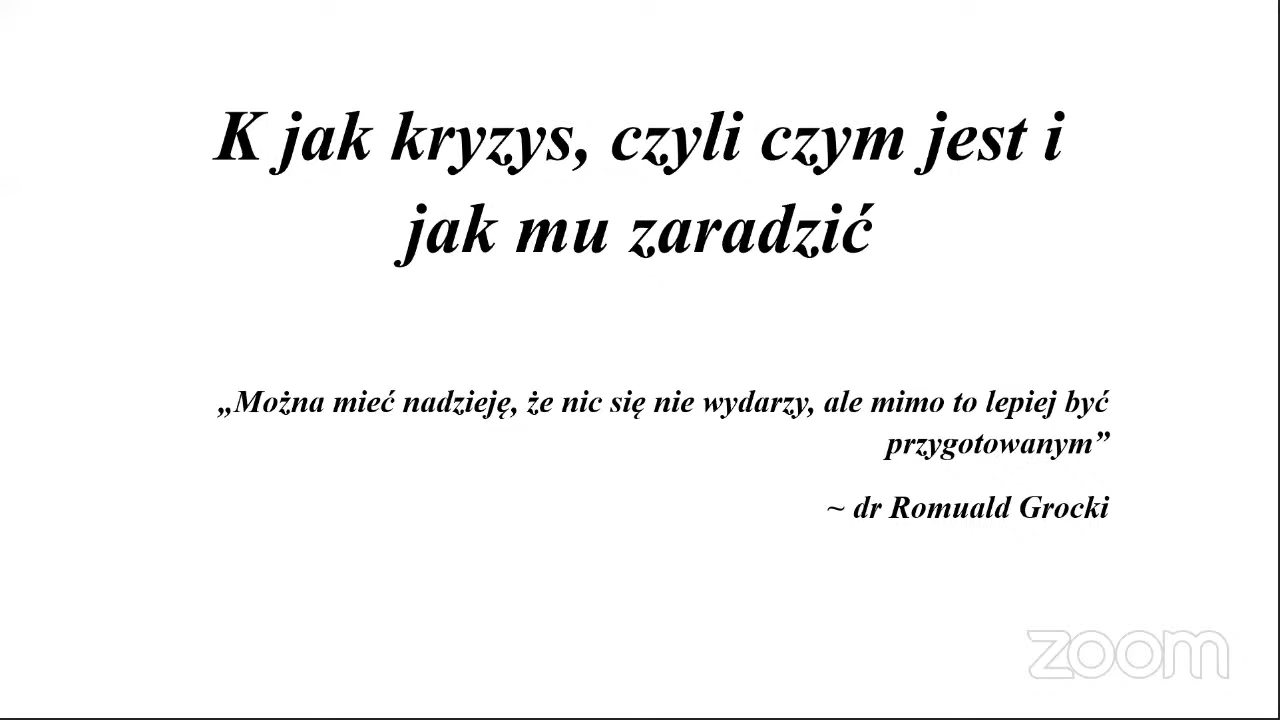 K jak kryzys, czyli czym jest i
jak mu zaradzić
„Można mieć nadzieję, że nic się nie wydarzy, ale mimo to lepiej być
przygotowanym”
~ dr Romuald Grocki
zoom